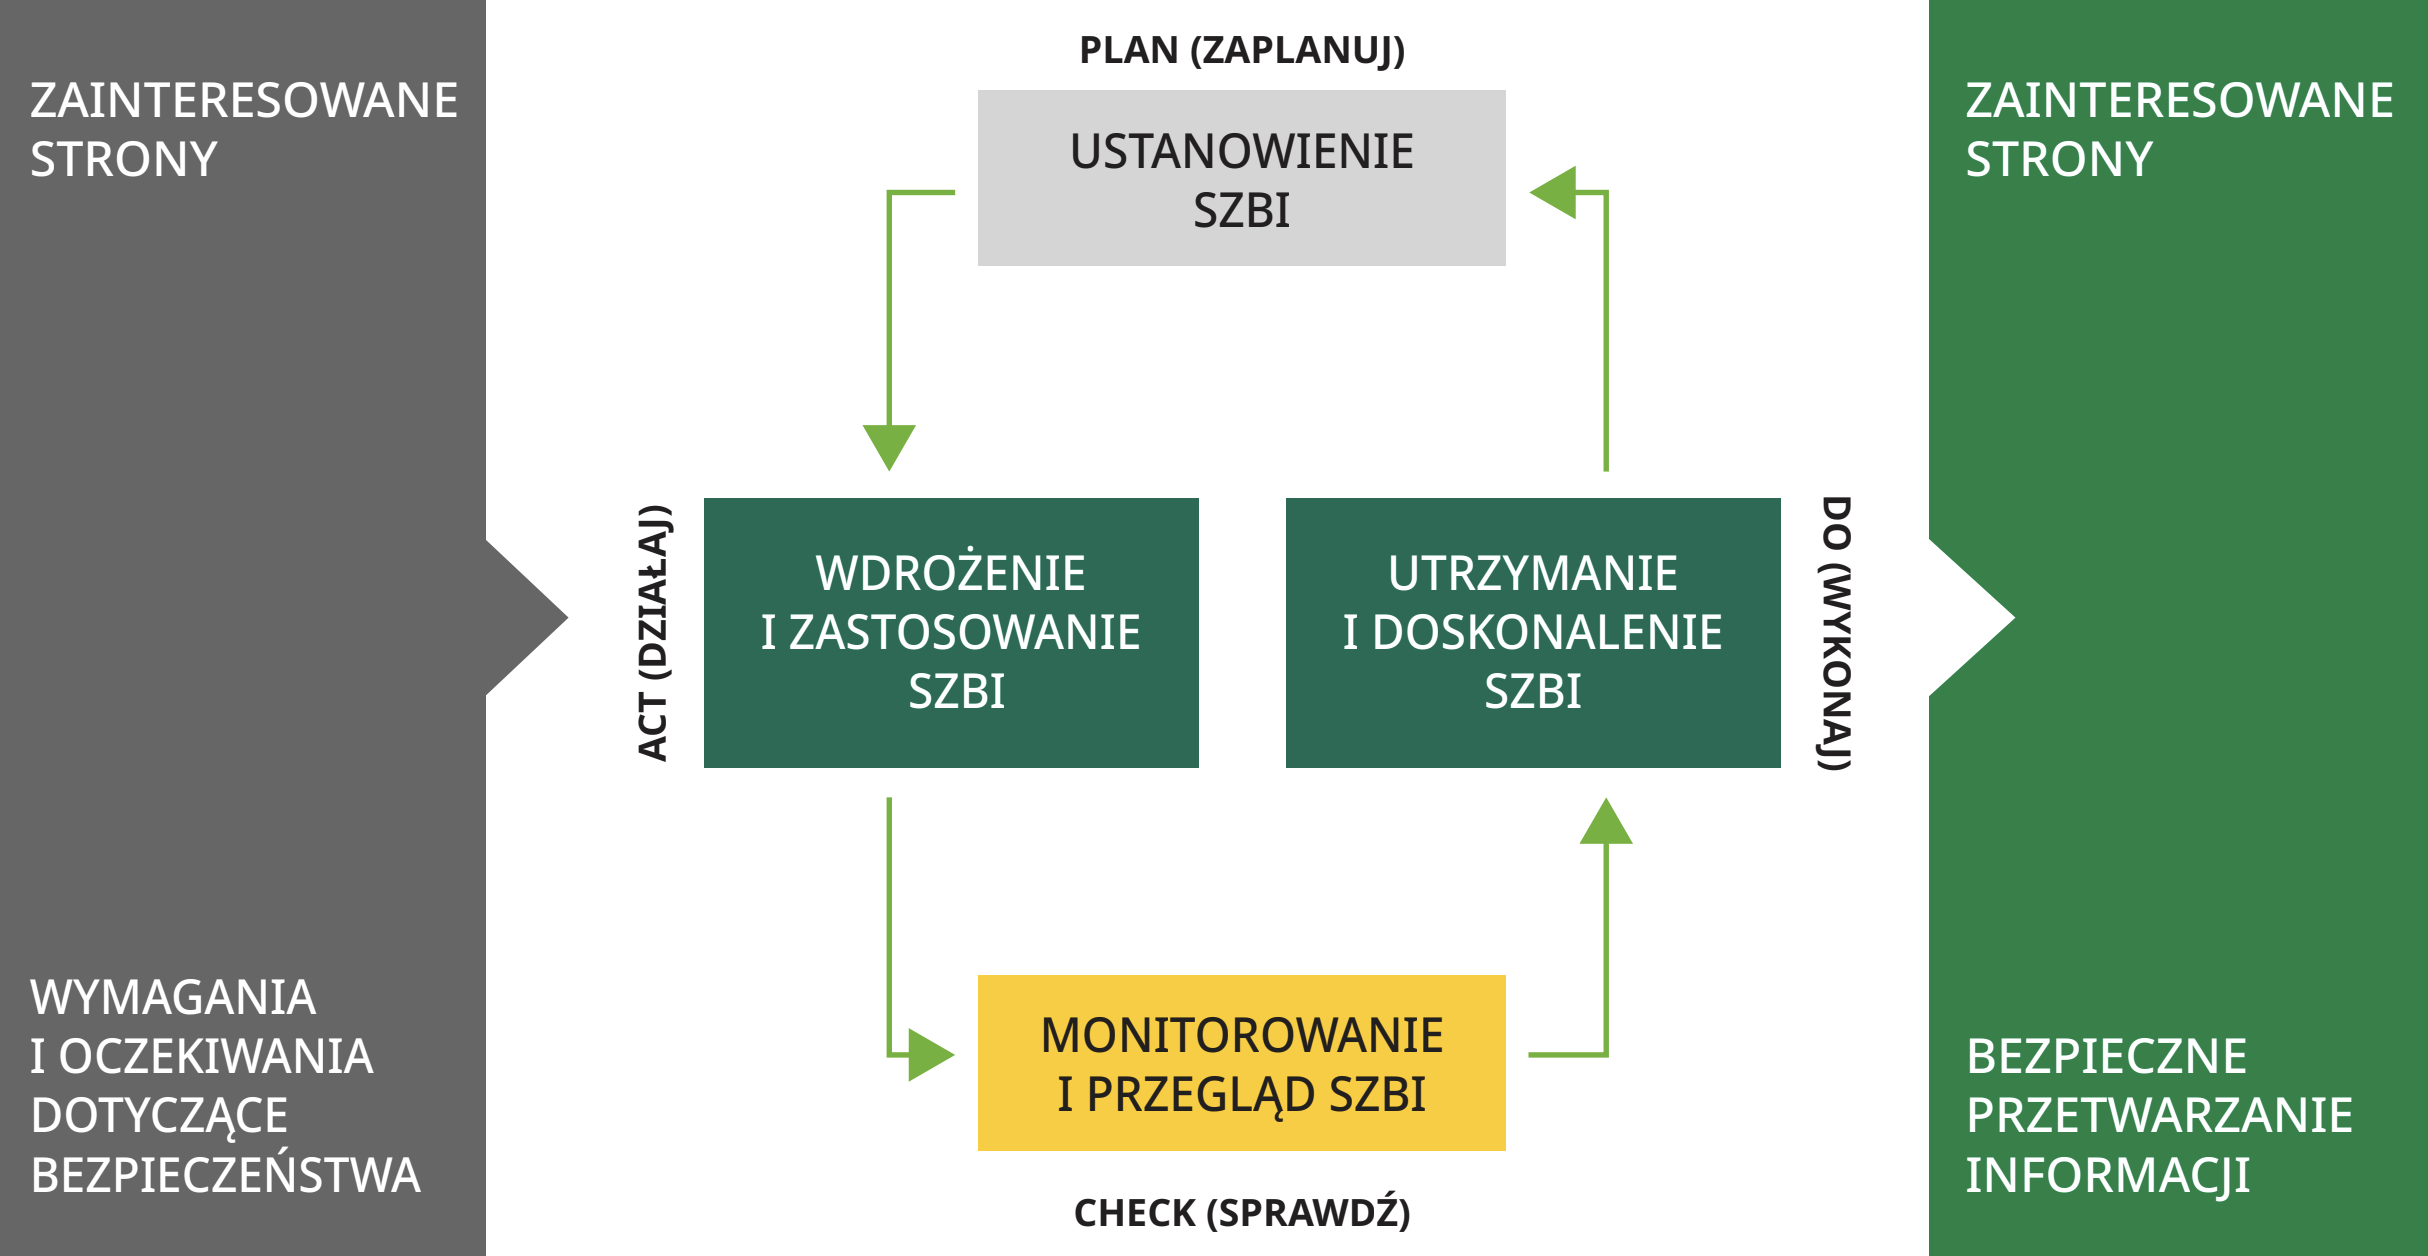 ZAINTERESOWANE
STRONY
WYMAGANIA
I OCZEKIWANIA
DOTYCZĄCE
BEZPIECZEŃSTWA
PLAN (ZAPLANUJ)
USTANOWIENIE
SZBI
ACT (DZIAŁAJ)
WDROŻENIE
I ZASTOSOWANIE
SZBI
UTRZYMANIE
I DOSKONALENIE
SZBI
DO (WYKONAJ)
MONITOROWANIE
I PRZEGLĄD SZBI
CHECK (SPRAWDŹ)
ZAINTERESOWANE
STRONY
BEZPIECZNE
PRZETWARZANIE
INFORMACJI